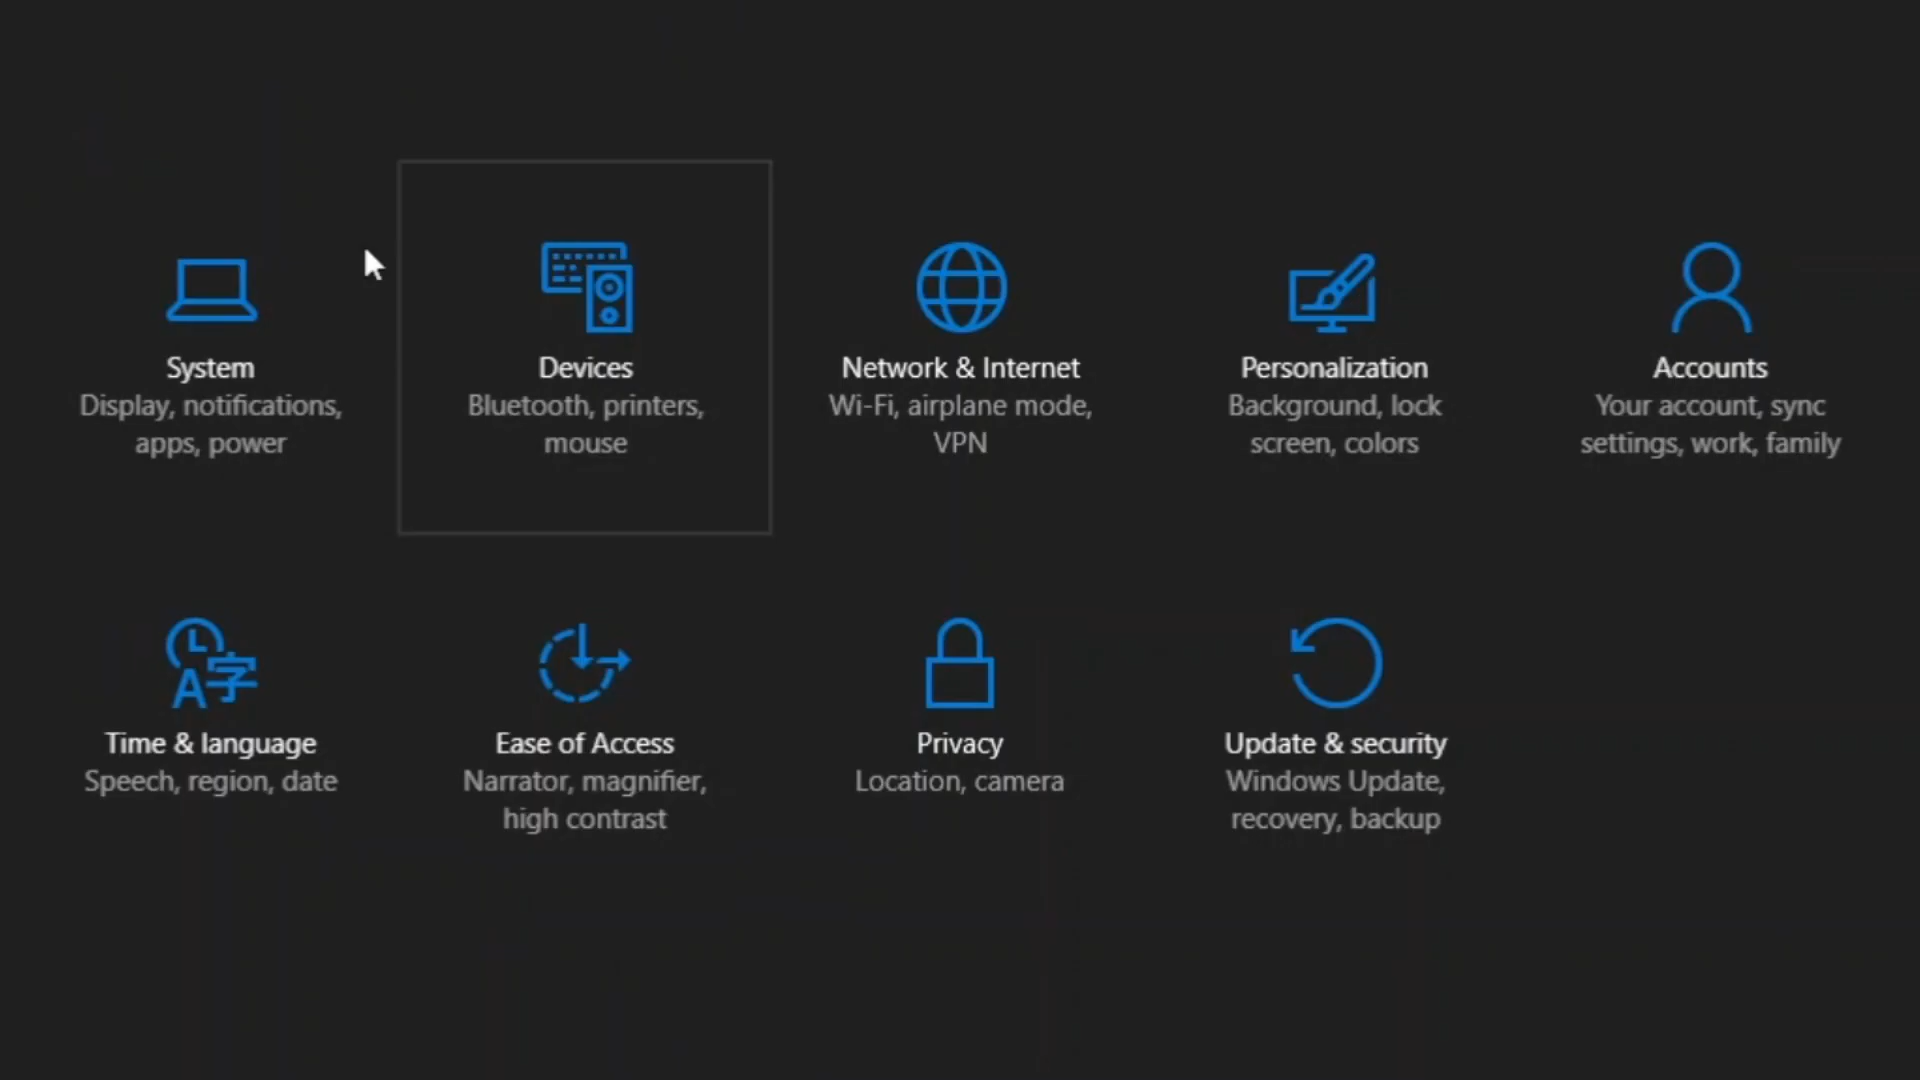 System
Display, notifications,
apps, power
Devices
Bluetooth, printers,
mouse
Network & Internet
Wi-Fi, airplane mode,
VPN
Personalization
Background, lock
screen, colors
Accounts
Your account, sync
settings, work, family
A字
Time & language
Speech, region, date
Ease of Access
Narrator, magnifier,
high contrast
Privacy
Location, camera
Update & security
Windows Update,
recovery, backup